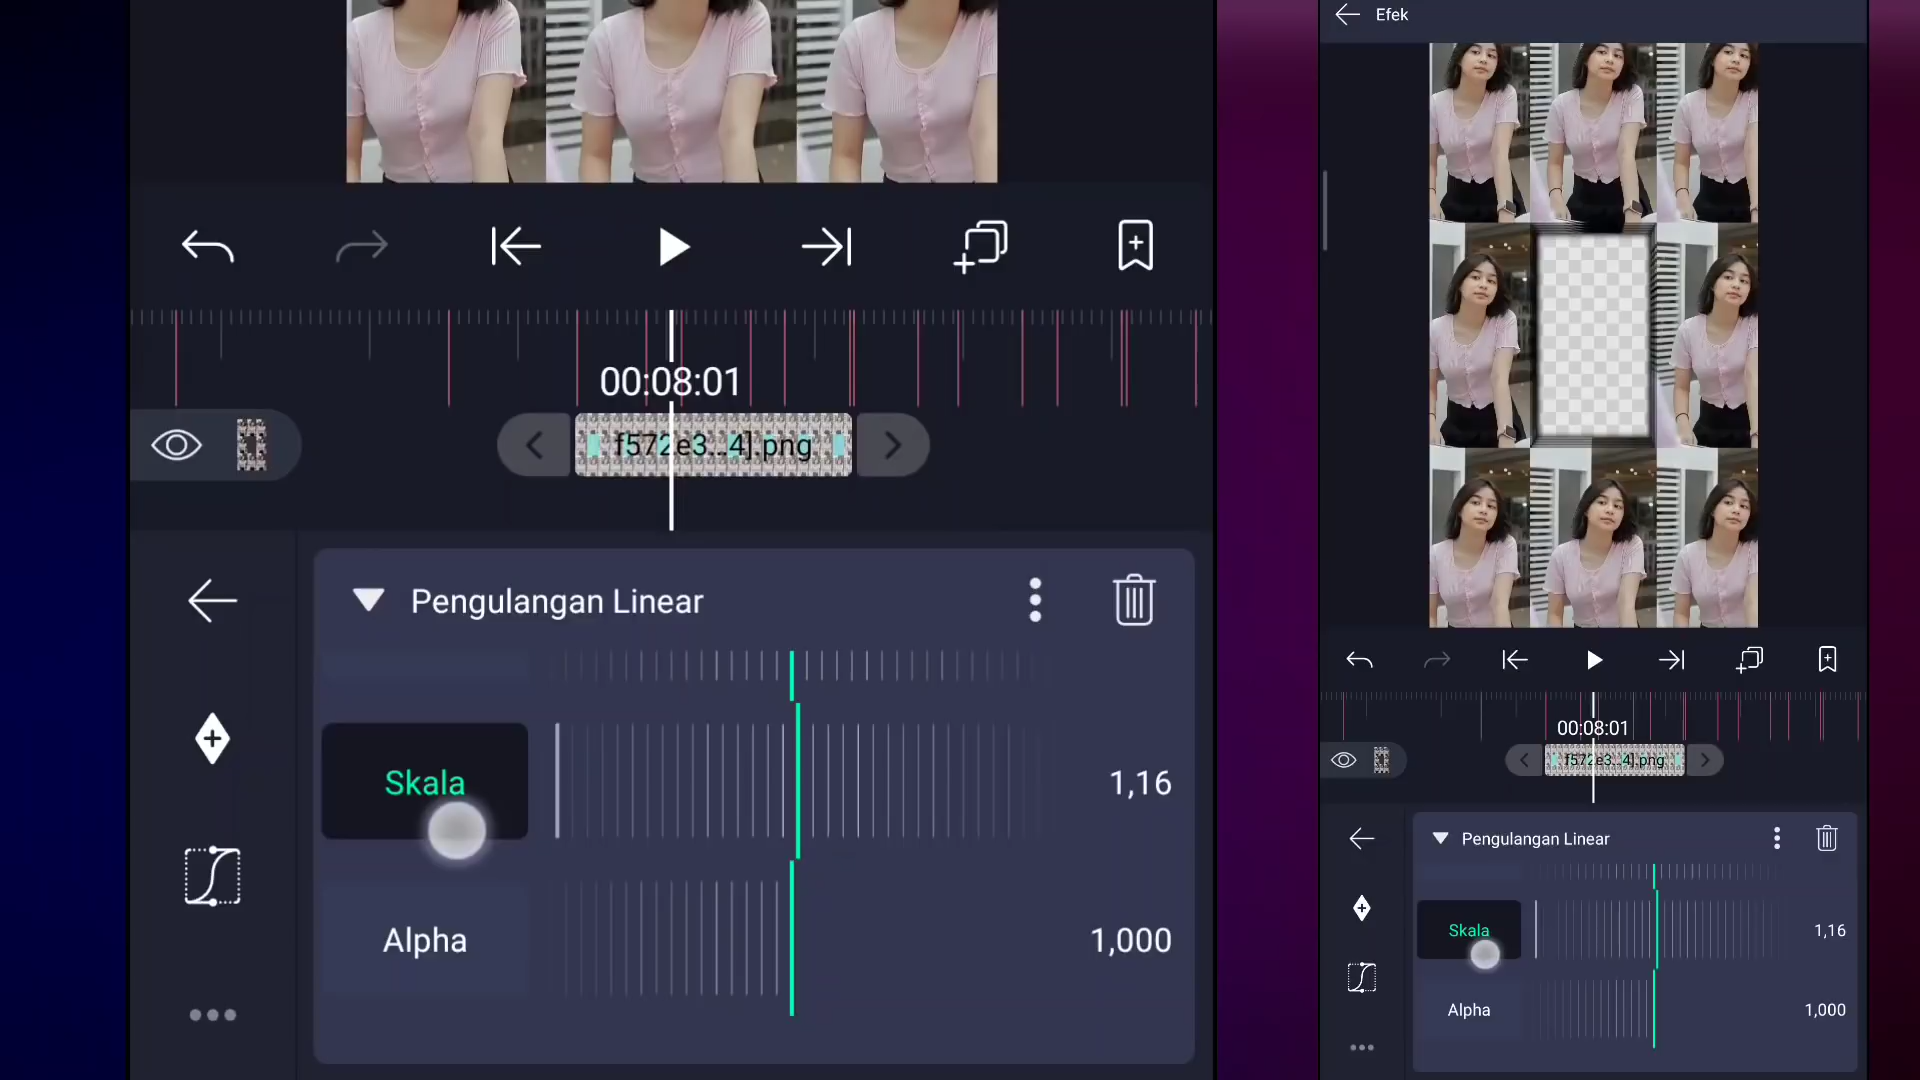 00:08:01
f572e3...4].png
Pengulangan Linear
Skala
1,16
Alpha
1,000
Efek
00:08:01
f572e3...4].png
Pengulangan Linear
Skala
1,16
Alpha
1,000